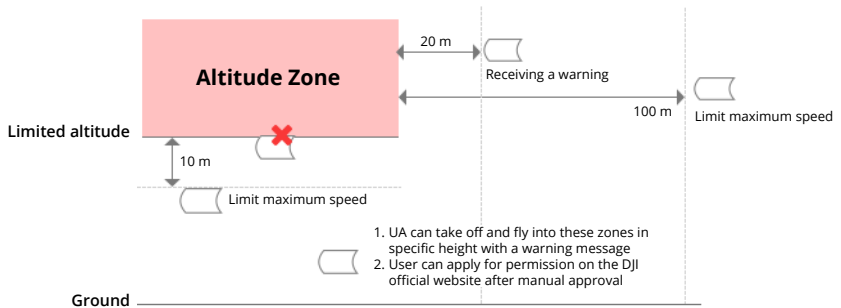 20 m
Receiving a warning
Altitude Zone
100 m
Limit maximum speed
Limited altitude
10 m
Limit maximum speed
1. UA can take off and fly into these zones in
specific height with a warning message
2. User can apply for permission on the DJI
official website after manual approval
Ground